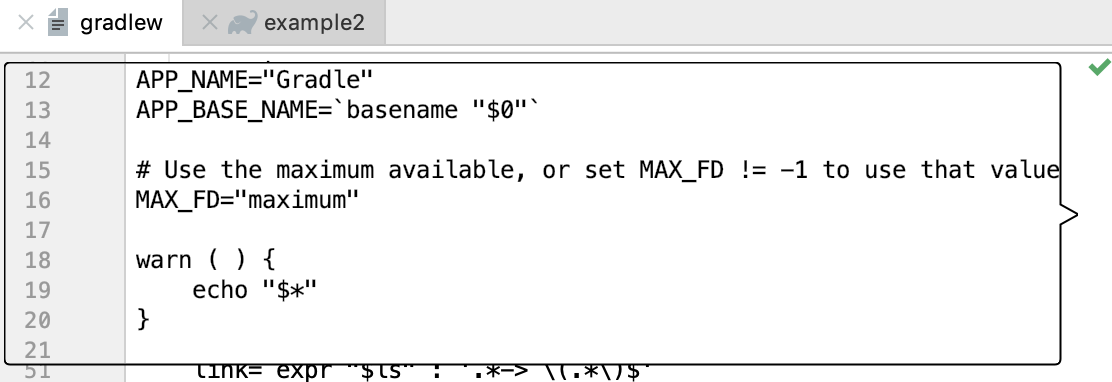 gradlew
example2
12 APP_NAME="Gradle"
13 APP_BASE_NAME=`basename "$0"`
14
15 # Use the maximum available, or set MAX_FD != -1 to use that value
16 MAX_FD="maximum"
17
18 warn ( ) {
19 echo "$*"
20 }
21
51 link=`expr "$ls" : '.*-> \(.*\)$'